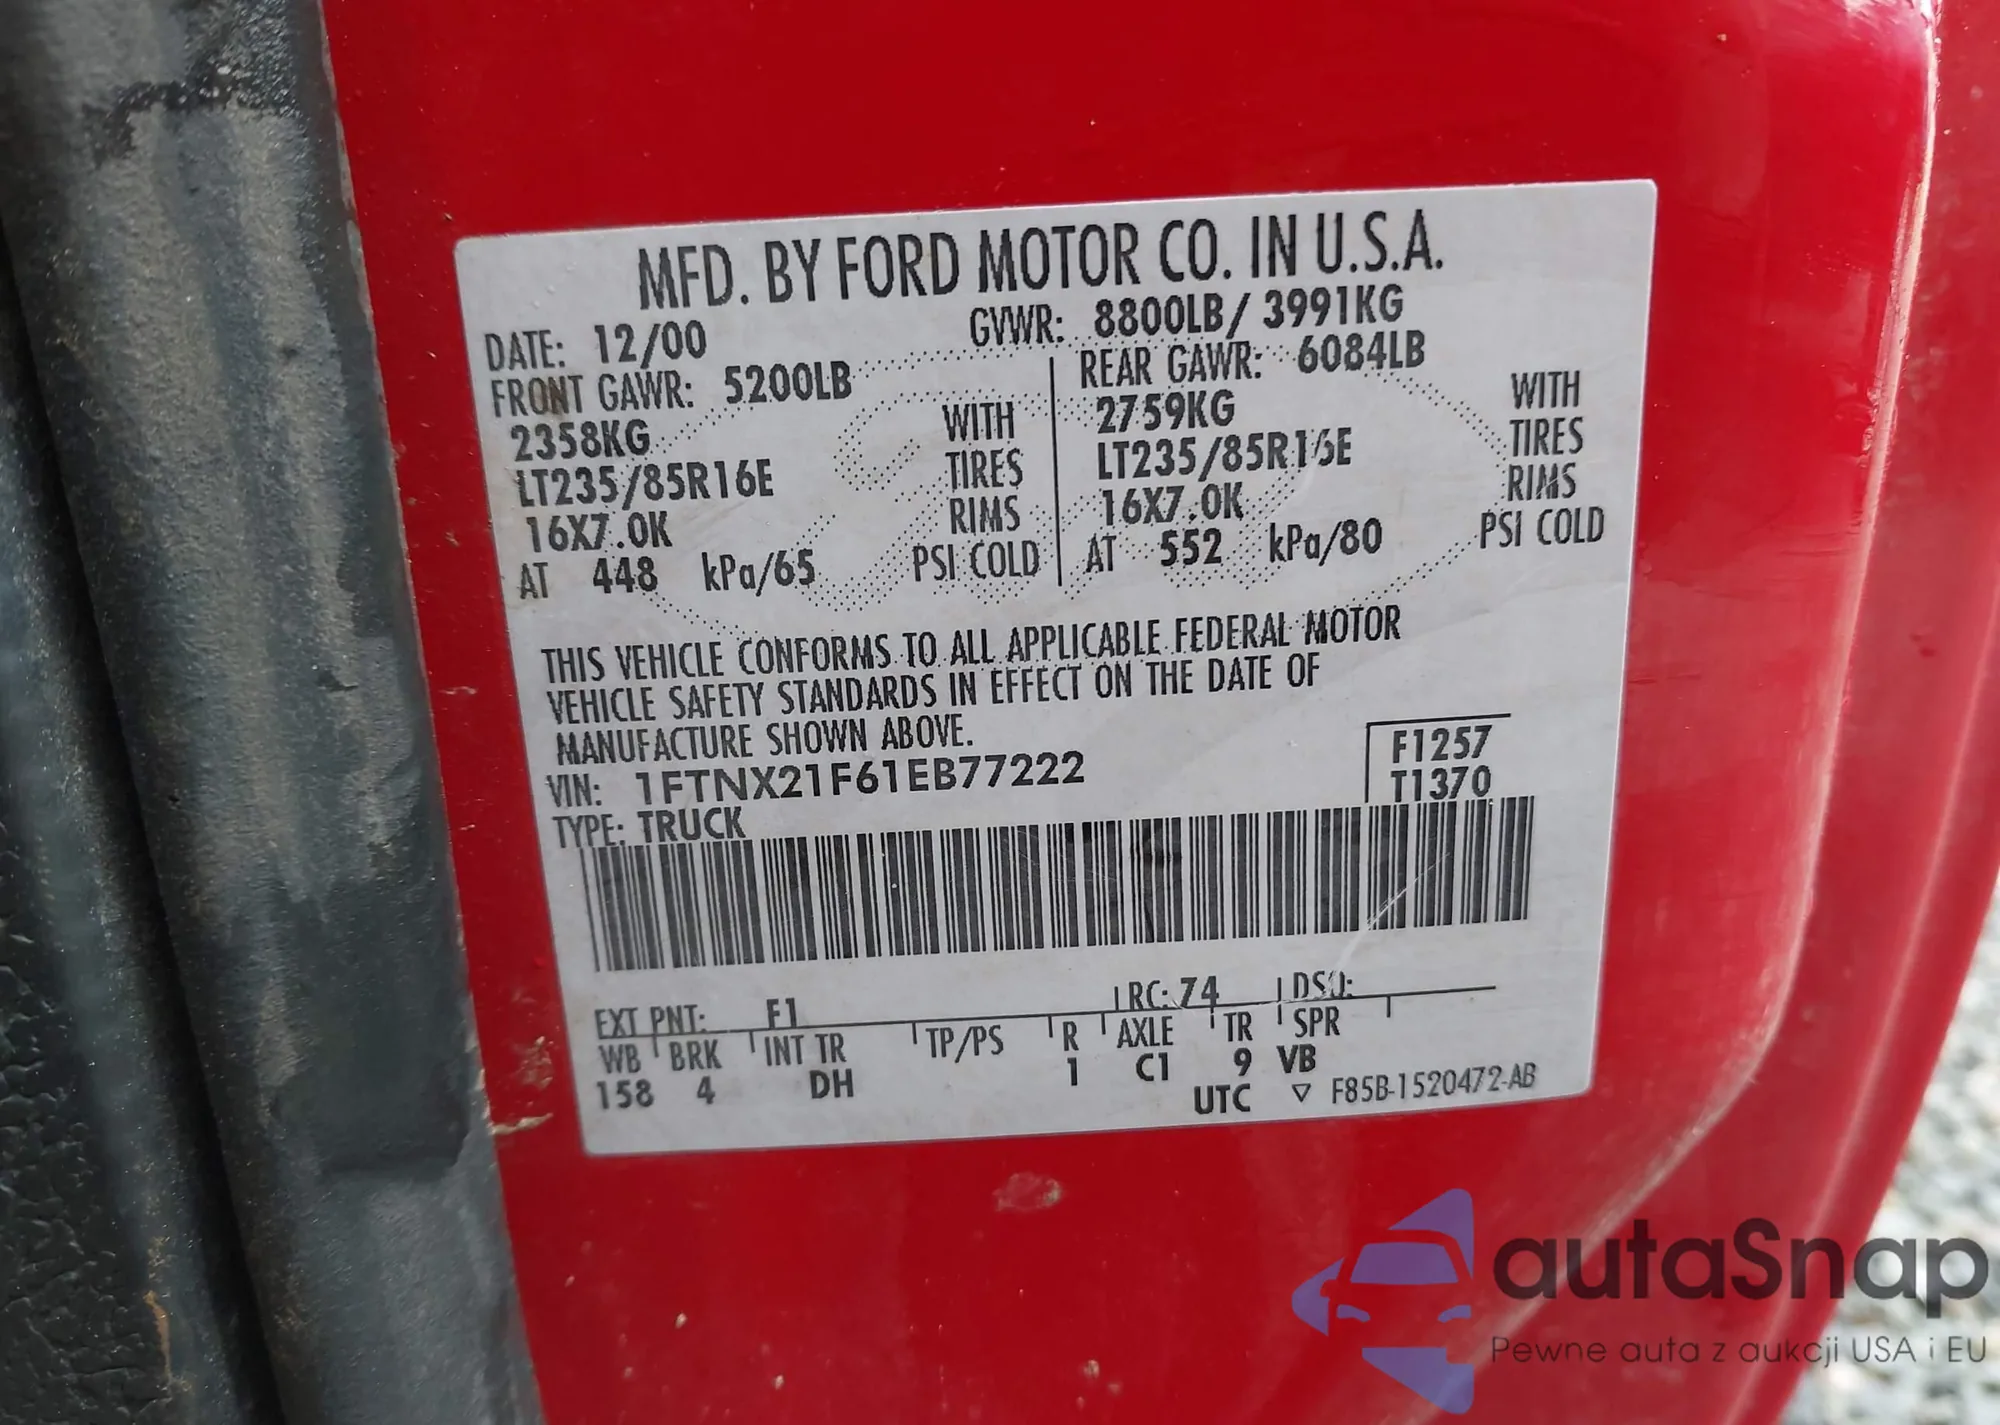 MFD. BY FORD MOTOR CO. IN U.S.A.
DATE: 12/00 GVWR: 8800LB/ 3991KG
FRONT GAWR: 5200LB REAR GAWR: 6084LB
2358KG WITH 2759KG WITH
LT235/85R16E TIRES LT235/85R16E TIRES
16X7.0K RIMS 16X7.0K RIMS
AT 448 kPa/65 PSI COLD AT 552 kPa/80 PSI COLD
THIS VEHICLE CONFORMS TO ALL APPLICABLE FEDERAL MOTOR
VEHICLE SAFETY STANDARDS IN EFFECT ON THE DATE OF
MANUFACTURE SHOWN ABOVE.
VIN: 1FTNX21F61EB77222 F1257
TYPE: TRUCK T1370
EXT PNT: F1 RC: 74 DSO:
WB BRK INT TR TP/PS R AXLE TR SPR
158 4 DH 1 C1 9 VB
UTC ▽ F85B-1520472-AB
autaSnap
Pewne auta z aukcji USA i EU